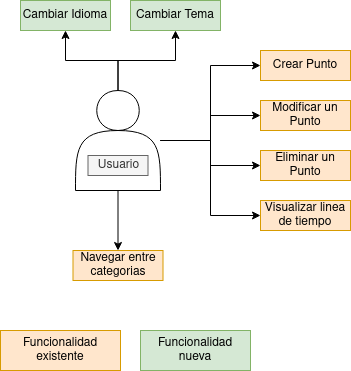 Cambiar Idioma
Cambiar Tema
Crear Punto
Modificar un
Punto
Eliminar un
Punto
Usuario
Visualizar linea
de tiempo
Navegar entre
categorias
Funcionalidad
existente
Funcionalidad
nueva